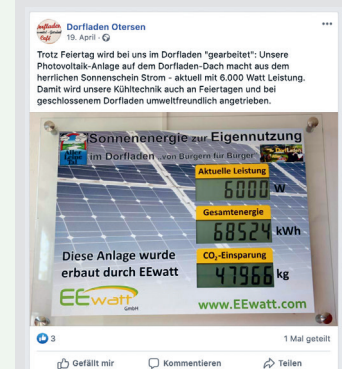 Dorfladen Otersen
19. April ·
Trotz Feiertag wird bei uns im Dorfladen "gearbeitet": Unsere
Photovoltaik-Anlage auf dem Dorfladen-Dach macht aus dem
herrlichen Sonnenschein Strom - aktuell mit 6.000 Watt Leistung.
Damit wird unsere Kühltechnik auch an Feiertagen und bei
geschlossenem Dorfladen umweltfreundlich angetrieben.
Sonnenenergie zur Eigennutzung
Aller
Leine
Tal
im Dorfladen von Bürgern für Bürger
Dorfladen
Aktuelle Leistung
6000 W
Gesamtenergie
68524 kWh
Diese Anlage wurde
erbaut durch EEwatt
CO₂-Einsparung
47966 kg
EEwatt
GmbH
www.EEwatt.com
3
1 Mal geteilt
Gefällt mir
Kommentieren
Teilen